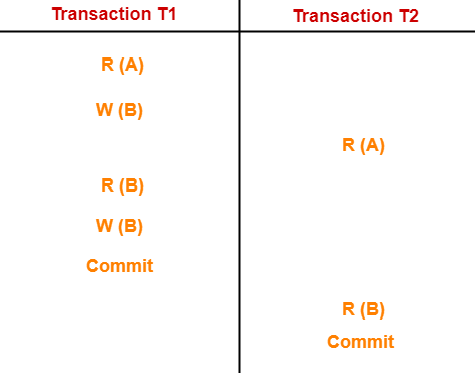 Transaction T1 Transaction T2
R (A)
W (B)
R (A)
R (B)
W (B)
Commit
R (B)
Commit